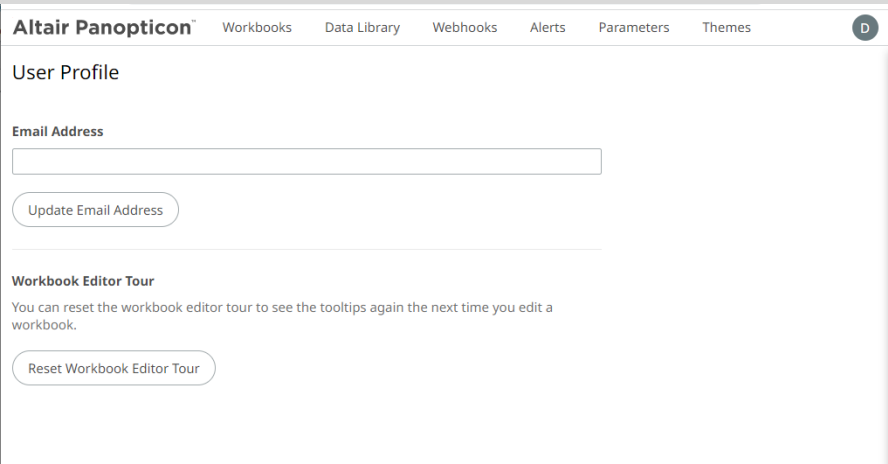 Altair Panopticon™ Workbooks Data Library Webhooks Alerts Parameters Themes D
User Profile
Email Address
Update Email Address
Workbook Editor Tour
You can reset the workbook editor tour to see the tooltips again the next time you edit a
workbook.
Reset Workbook Editor Tour